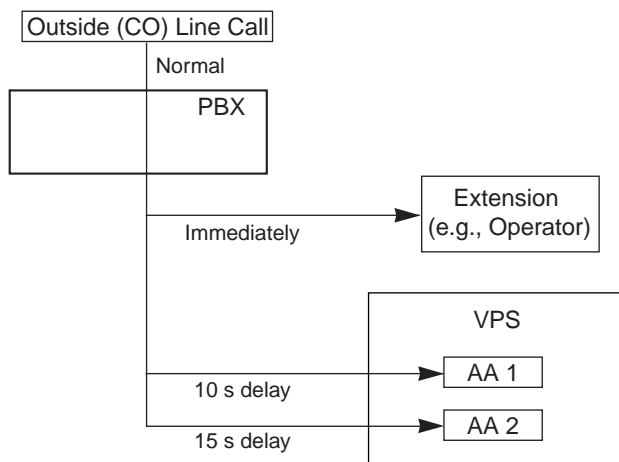 Outside (CO) Line Call
Normal
PBX
Extension
(e.g., Operator)
Immediately
VPS
AA 1
10 s delay
AA 2
15 s delay